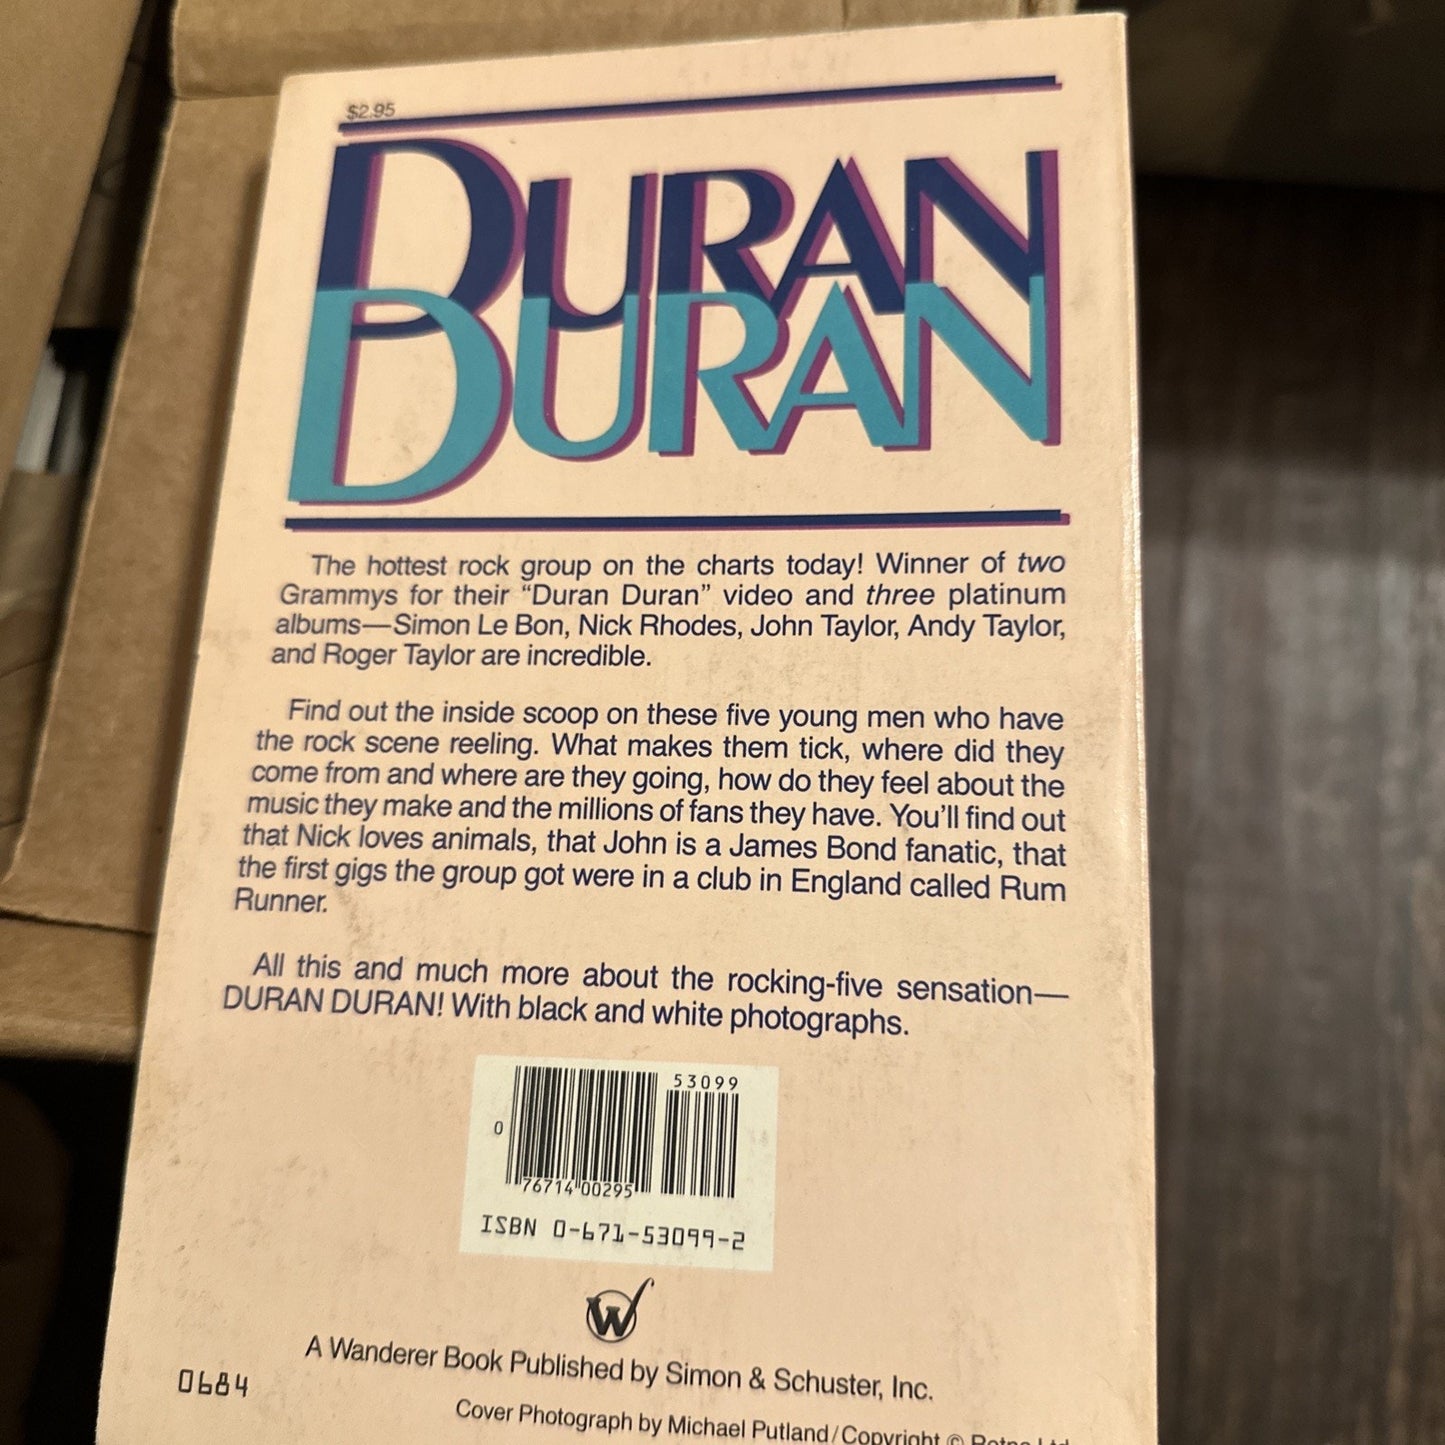 $2.95
DURAN
DURAN
The hottest rock group on the charts today! Winner of two
Grammys for their “Duran Duran” video and three platinum
albums—Simon Le Bon, Nick Rhodes, John Taylor, Andy Taylor,
and Roger Taylor are incredible.
Find out the inside scoop on these five young men who have
the rock scene reeling. What makes them tick, where did they
come from and where are they going, how do they feel about the
music they make and the millions of fans they have. You’ll find out
that Nick loves animals, that John is a James Bond fanatic, that
the first gigs the group got were in a club in England called Rum
Runner.
All this and much more about the rocking-five sensation—
DURAN DURAN! With black and white photographs.
53099
0
76714 00295
ISBN 0-671-53099-2
W
A Wanderer Book Published by Simon & Schuster, Inc.
0684
Cover Photograph by Michael Putland/Copyright ©